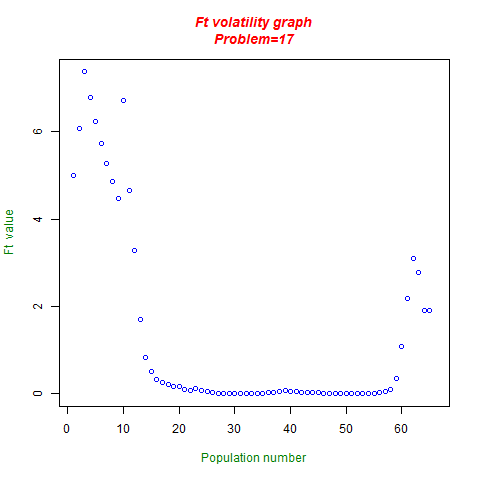 Ft volatility graph
Problem=17
6
4
2
0
Ft value
0 10 20 30 40 50 60
Population number